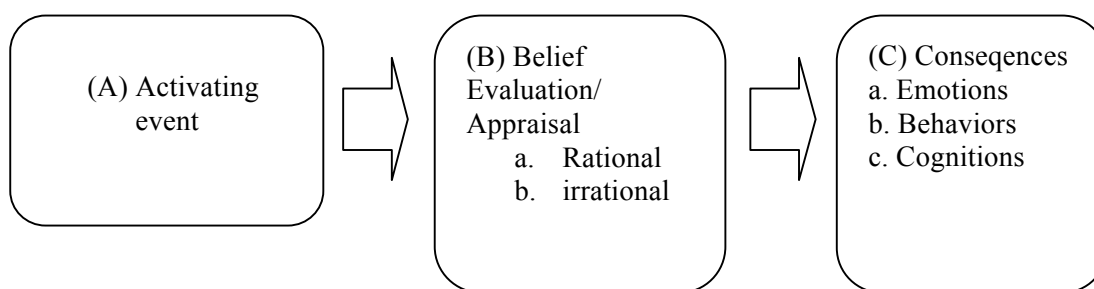 (A) Activating
event
(B) Belief
Evaluation/
Appraisal
a. Rational
b. irrational
(C) Conseqences
a. Emotions
b. Behaviors
c. Cognitions